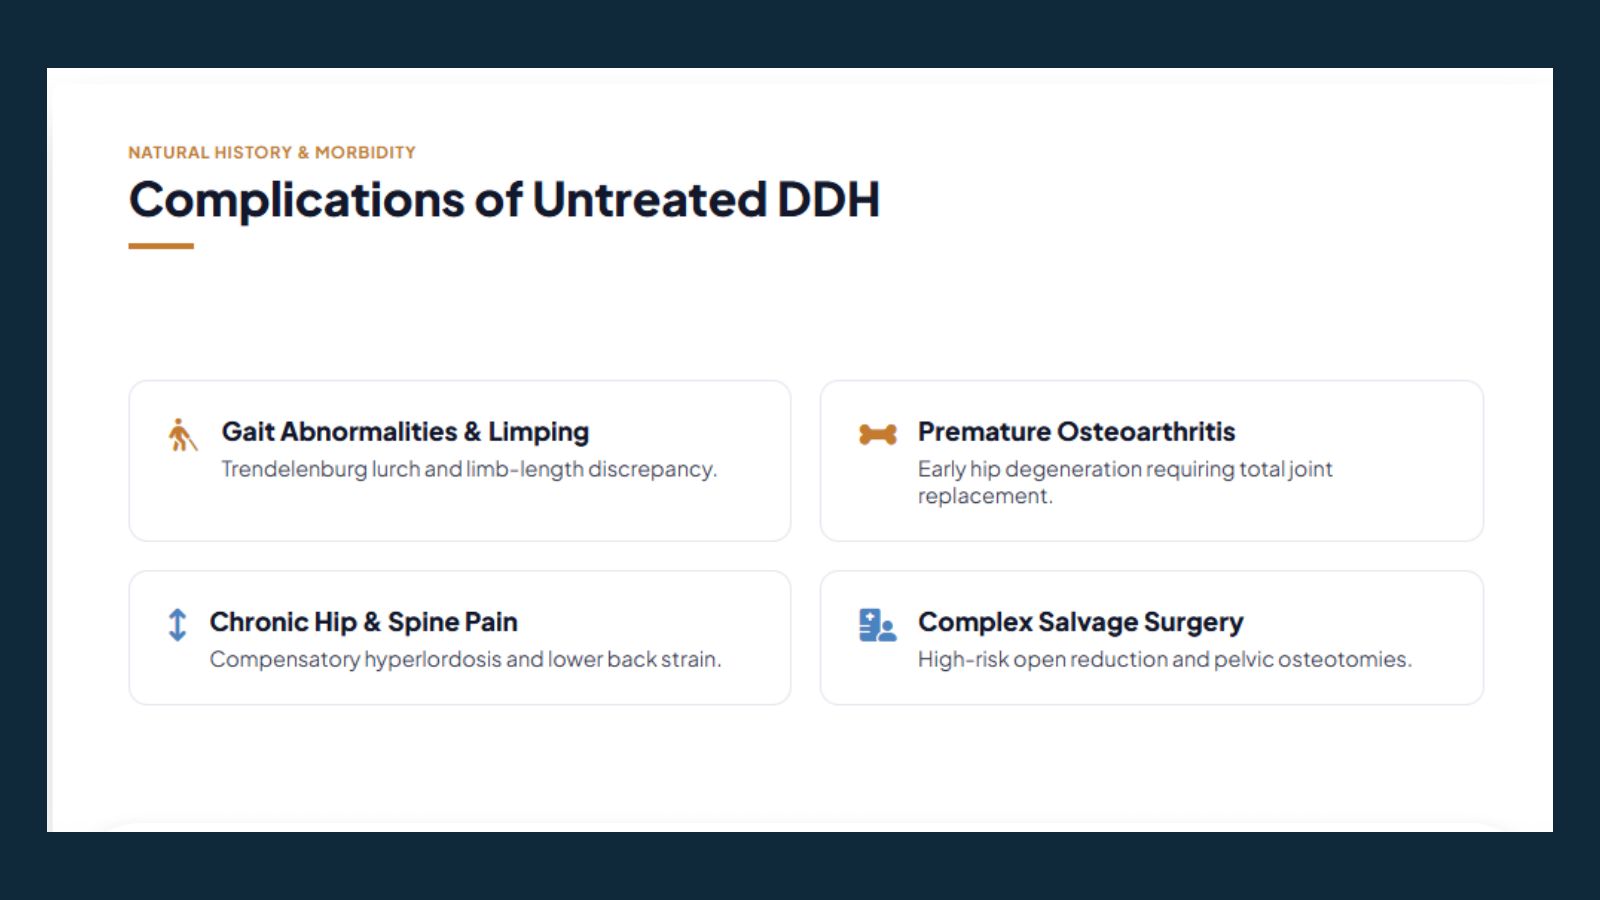 NATURAL HISTORY & MORBIDITY
Complications of Untreated DDH
Gait Abnormalities & Limping
Trendelenburg lurch and limb-length discrepancy.
Premature Osteoarthritis
Early hip degeneration requiring total joint
replacement.
Chronic Hip & Spine Pain
Compensatory hyperlordosis and lower back strain.
Complex Salvage Surgery
High-risk open reduction and pelvic osteotomies.